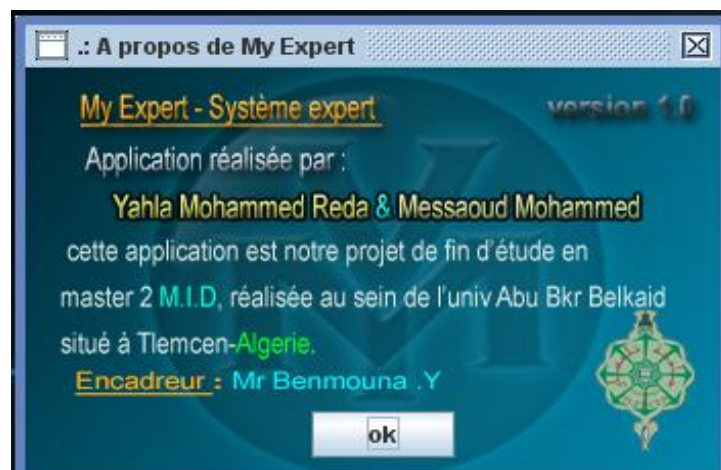 .: A propos de My Expert
My Expert - Système expert
version 1.0
Application réalisée par :
Yahla Mohammed Reda & Messaoud Mohammed
cette application est notre projet de fin d'étude en
master 2 M.I.D, réalisée au sein de l'univ Abu Bkr Belkaid
situé à Tlemcen-Algerie.
Encadreur : Mr Benmouna .Y
ok